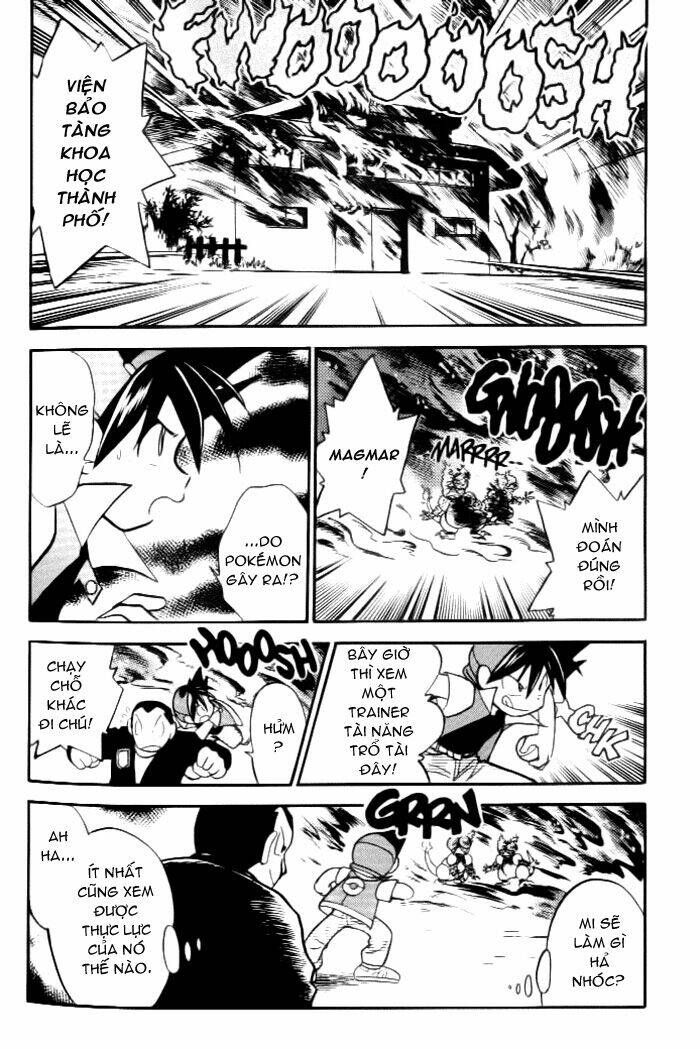 FWOOOOOSH
VIỆN
BẢO
TÀNG
KHOA
HỌC
THÀNH
PHỐ!
KHÔNG
LẼ
LÀ...
...DO
POKÉMON
GÂY RA!?
GWOOOSH
MARRRR...
MAGMAR
!
MÌNH
ĐOÁN
ĐÚNG
RỒI!
CHẠY
CHỖ
KHÁC
ĐI CHÚ!
WOOOSH
HỬM
?
BÂY GIỜ
THÌ XEM
MỘT
TRAINER
TÀI NĂNG
TRỔ TÀI
ĐÂY!
CHK
AH
HA...
ÍT NHẤT
CŨNG XEM
ĐƯỢC
THỰC LỰC
CỦA NÓ
THẾ NÀO.
GRRN
MI SẼ
LÀM GÌ
HẢ
NHÓC?